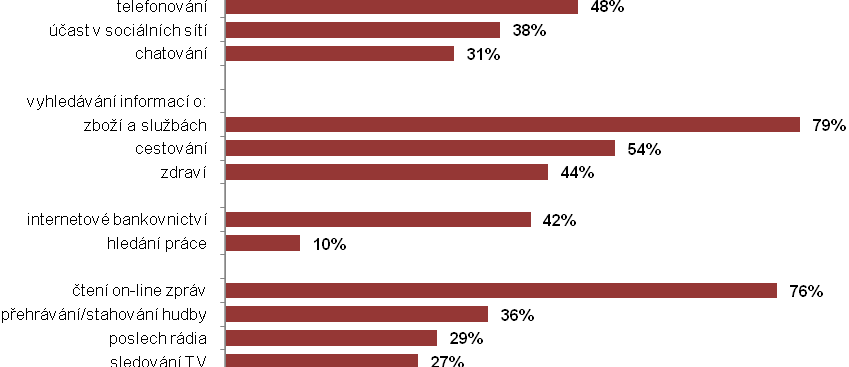 telefonování 48%
účast v sociálních sítí 38%
chatování 31%
vyhledávání informací o:
zboží a službách 79%
cestování 54%
zdraví 44%
internetové bankovnictví 42%
hledání práce 10%
čtení on-line zpráv 76%
přehrávání/stahování hudby 36%
poslech rádia 29%
sledování TV 27%